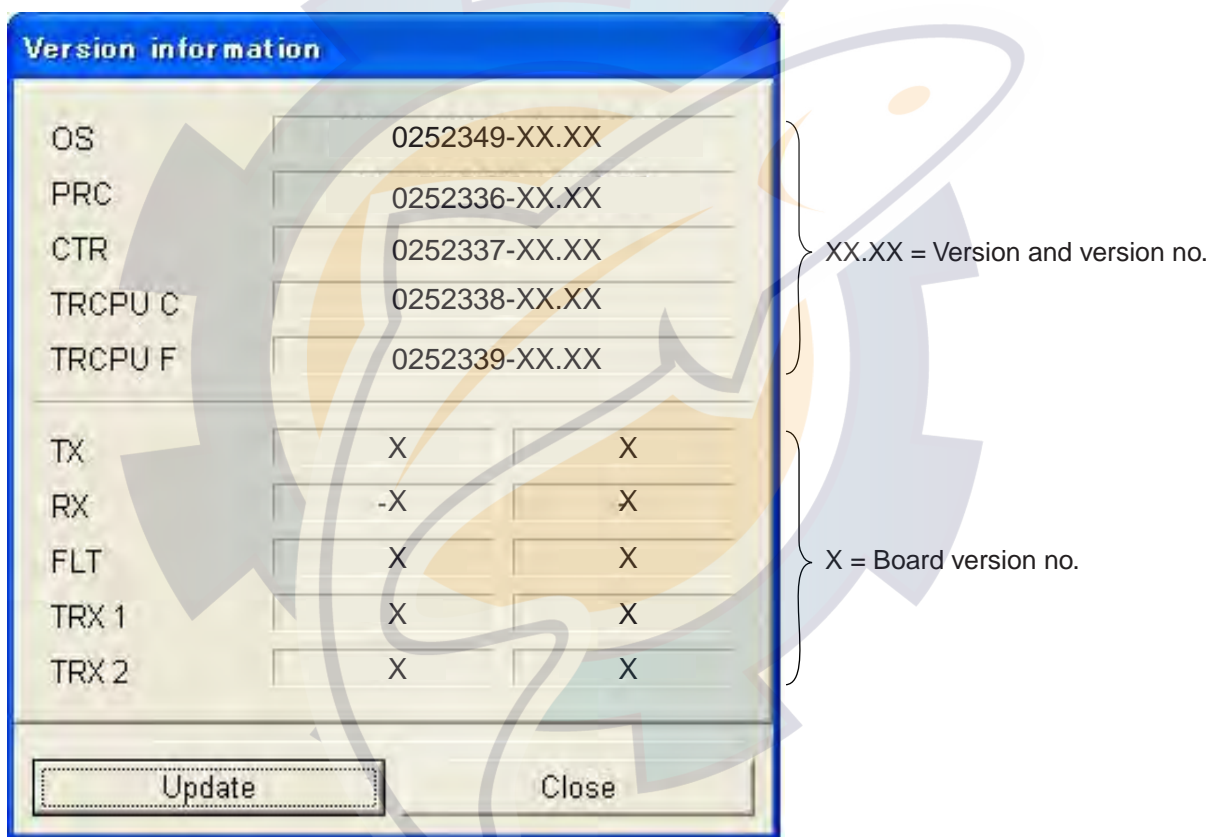 Version information
OS 0252349-XX.XX
PRC 0252336-XX.XX
CTR 0252337-XX.XX
TRCPU C 0252338-XX.XX
TRCPU F 0252339-XX.XX
XX.XX = Version and version no.
TX X X
RX -X -X
FLT X X
TRX 1 X X
TRX 2 X X
X = Board version no.
Update Close